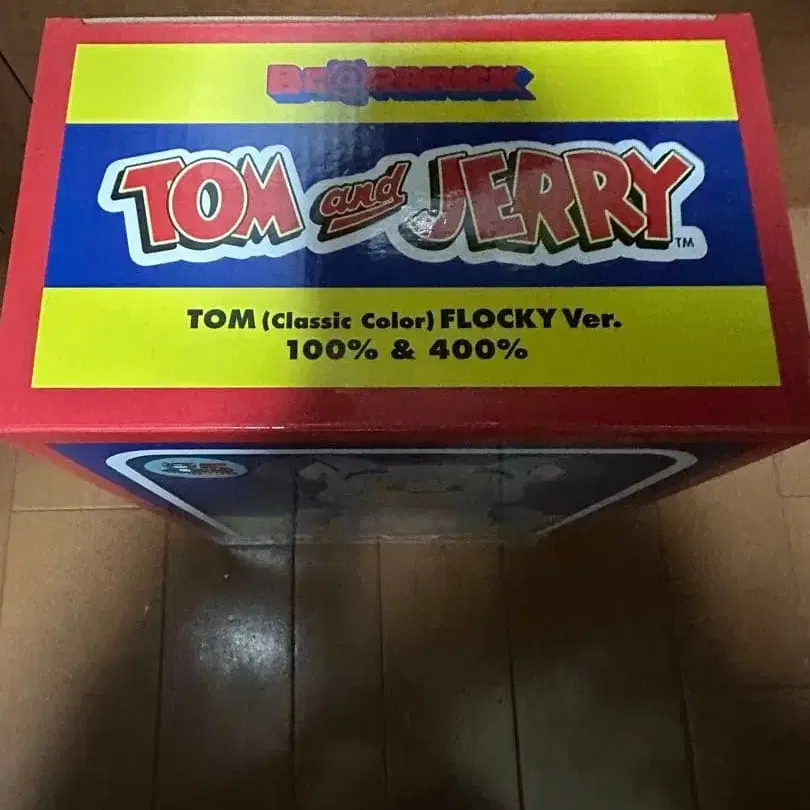 BE@RBRICK
TOM and JERRY™
TOM (Classic Color) FLOCKY Ver.
100% & 400%